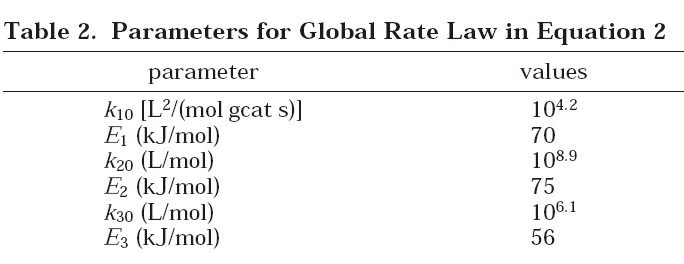 Table 2. Parameters for Global Rate Law in Equation 2
parameter values
k₁₀ [L²/(mol gcat s)] 10⁴·²
E₁ (kJ/mol) 70
k₂₀ (L/mol) 10⁸·⁹
E₂ (kJ/mol) 75
k₃₀ (L/mol) 10⁶·¹
E₃ (kJ/mol) 56